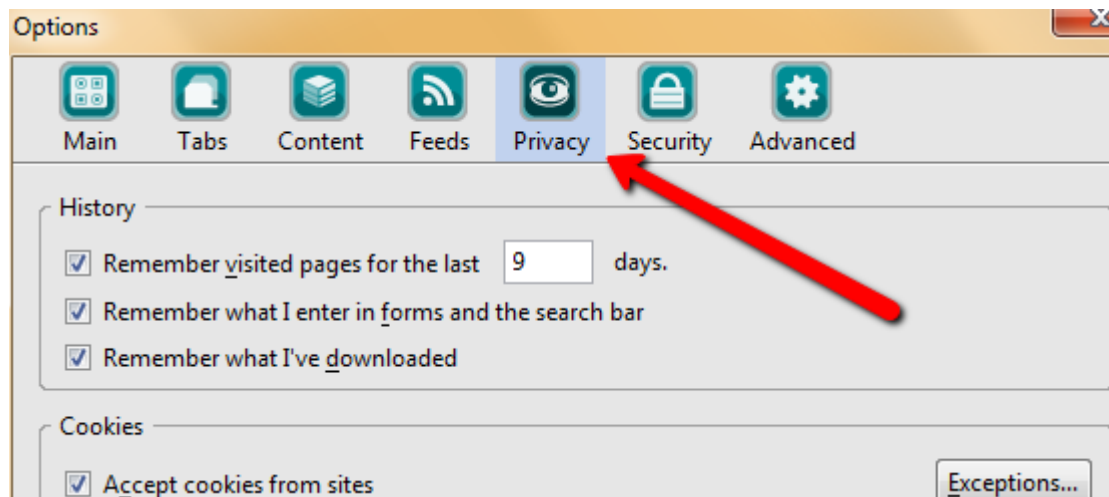 Options
Main Tabs Content Feeds Privacy Security Advanced
History
Remember visited pages for the last 9 days.
Remember what I enter in forms and the search bar
Remember what I've downloaded
Cookies
Accept cookies from sites Exceptions...